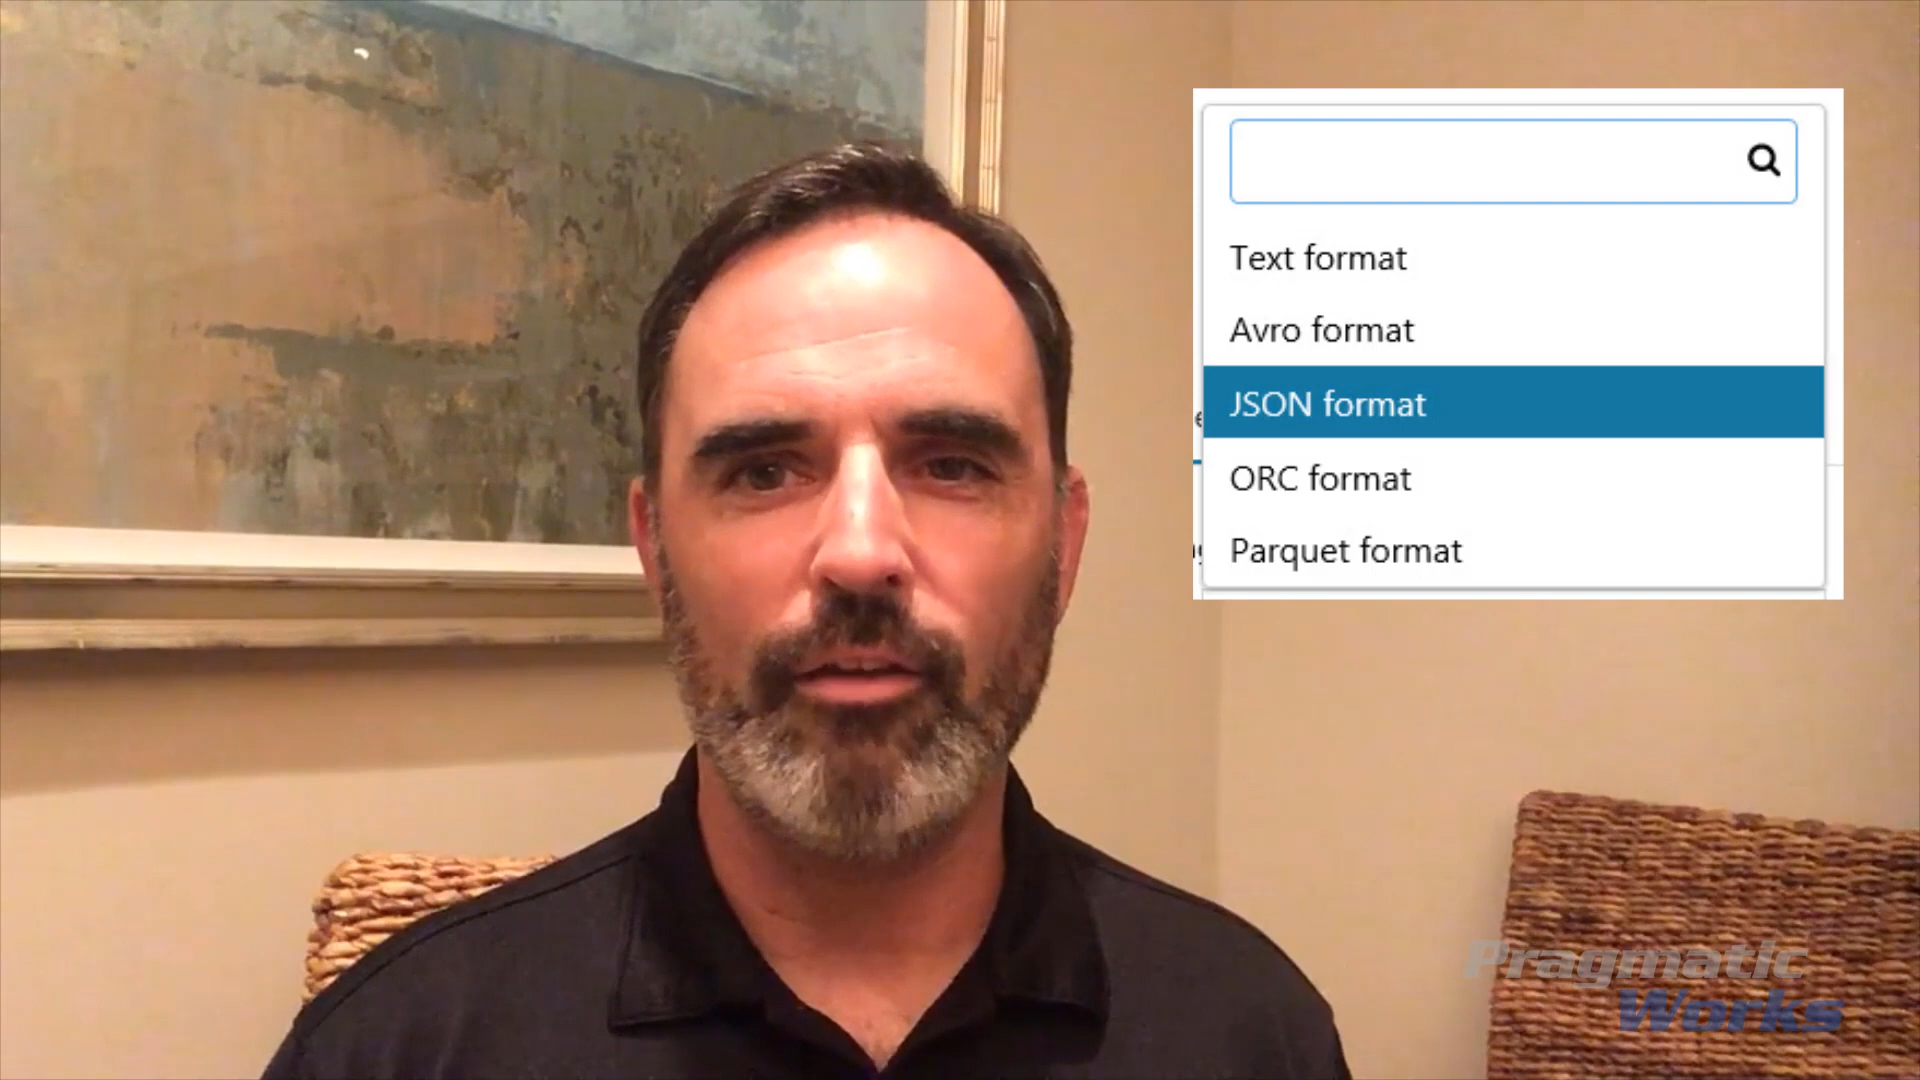 Text format
Avro format
JSON format
ORC format
Parquet format
Pragmatic
Works